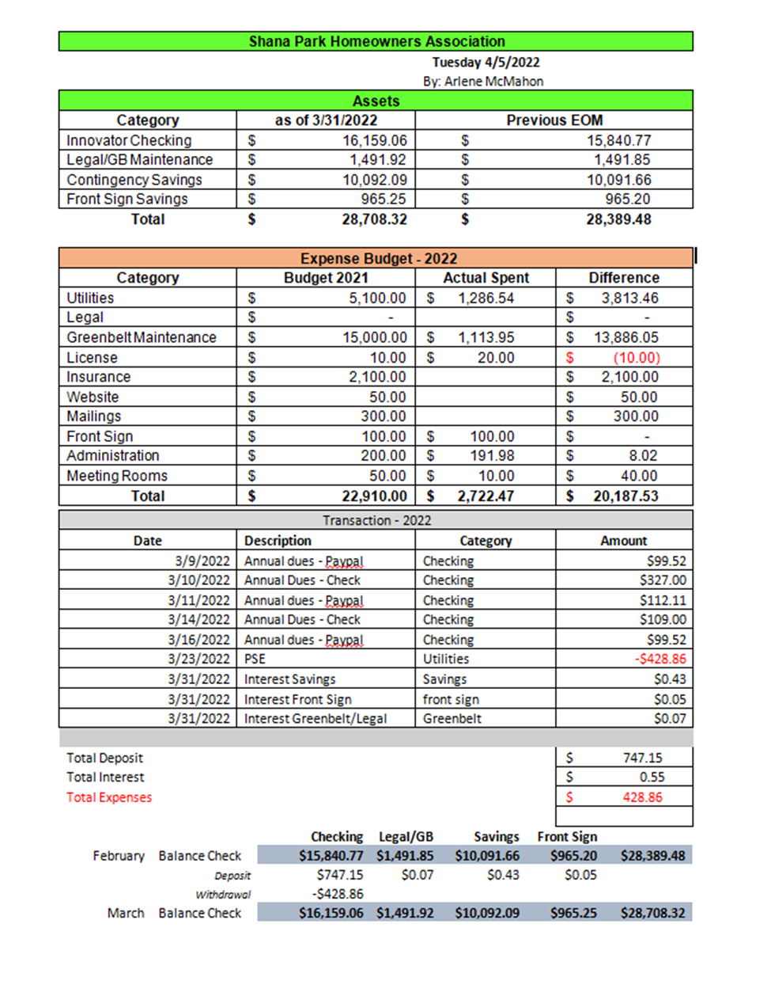 Shana Park Homeowners Association
Tuesday 4/5/2022
By: Arlene McMahon
Assets
Category as of 3/31/2022 Previous EOM
Innovator Checking $ 16,159.06 $ 15,840.77
Legal/GB Maintenance $ 1,491.92 $ 1,491.85
Contingency Savings $ 10,092.09 $ 10,091.66
Front Sign Savings $ 965.25 $ 965.20
Total $ 28,708.32 $ 28,389.48
Expense Budget - 2022
Category Budget 2021 Actual Spent Difference
Utilities $ 5,100.00 $ 1,286.54 $ 3,813.46
Legal $ - $ -
Greenbelt Maintenance $ 15,000.00 $ 1,113.95 $ 13,886.05
License $ 10.00 $ 20.00 $ (10.00)
Insurance $ 2,100.00 $ 2,100.00
Website $ 50.00 $ 50.00
Mailings $ 300.00 $ 300.00
Front Sign $ 100.00 $ 100.00 $ -
Administration $ 200.00 $ 191.98 $ 8.02
Meeting Rooms $ 50.00 $ 10.00 $ 40.00
Total $ 22,910.00 $ 2,722.47 $ 20,187.53
Transaction - 2022
Date Description Category Amount
3/9/2022 Annual dues - Paypal Checking $99.52
3/10/2022 Annual Dues - Check Checking $327.00
3/11/2022 Annual dues - Paypal Checking $112.11
3/14/2022 Annual Dues - Check Checking $109.00
3/16/2022 Annual dues - Paypal Checking $99.52
3/23/2022 PSE Utilities -$428.86
3/31/2022 Interest Savings Savings $0.43
3/31/2022 Interest Front Sign front sign $0.05
3/31/2022 Interest Greenbelt/Legal Greenbelt $0.07
Total Deposit $ 747.15
Total Interest $ 0.55
Total Expenses $ 428.86
Checking Legal/GB Savings Front Sign
February Balance Check $15,840.77 $1,491.85 $10,091.66 $965.20 $28,389.48
Deposit $747.15 $0.07 $0.43 $0.05
Withdrawal -$428.86
March Balance Check $16,159.06 $1,491.92 $10,092.09 $965.25 $28,708.32